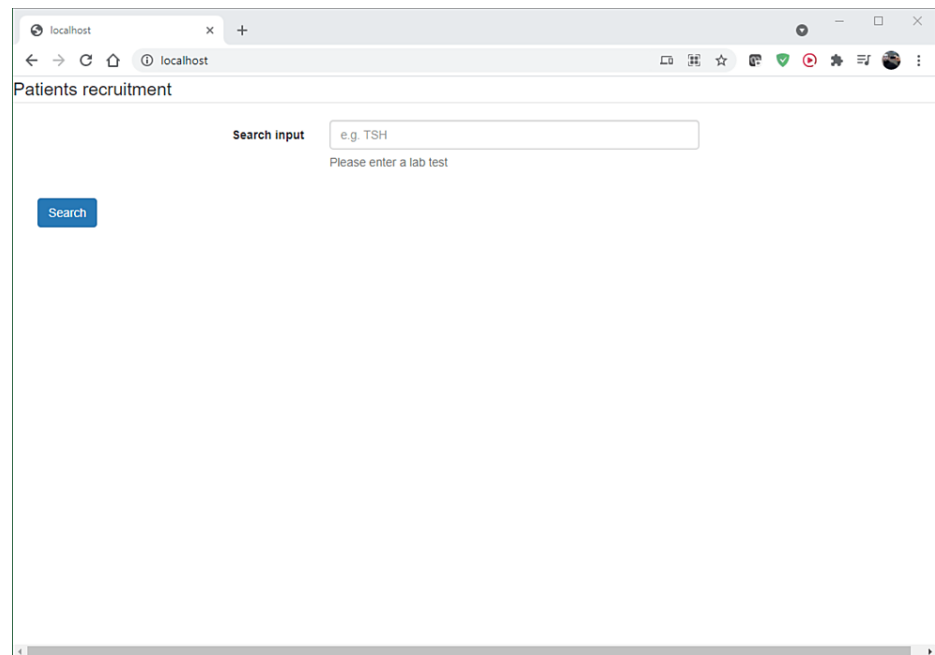 localhost
localhost
Patients recruitment
Search input
e.g. TSH
Please enter a lab test
Search